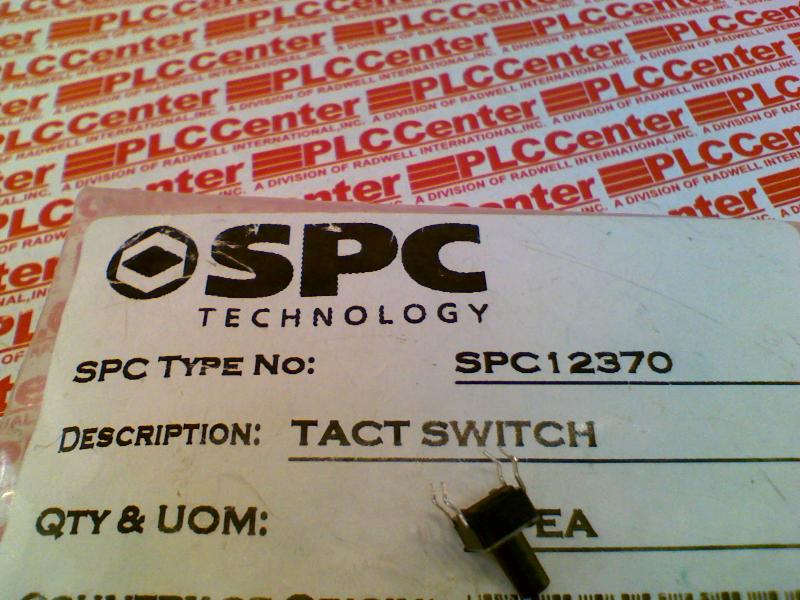 PLCCenter
A DIVISION OF RADWELL INTERNATIONAL, INC.
SPC
TECHNOLOGY
SPC TYPE NO: SPC12370
DESCRIPTION: TACT SWITCH
QTY & UOM: EA